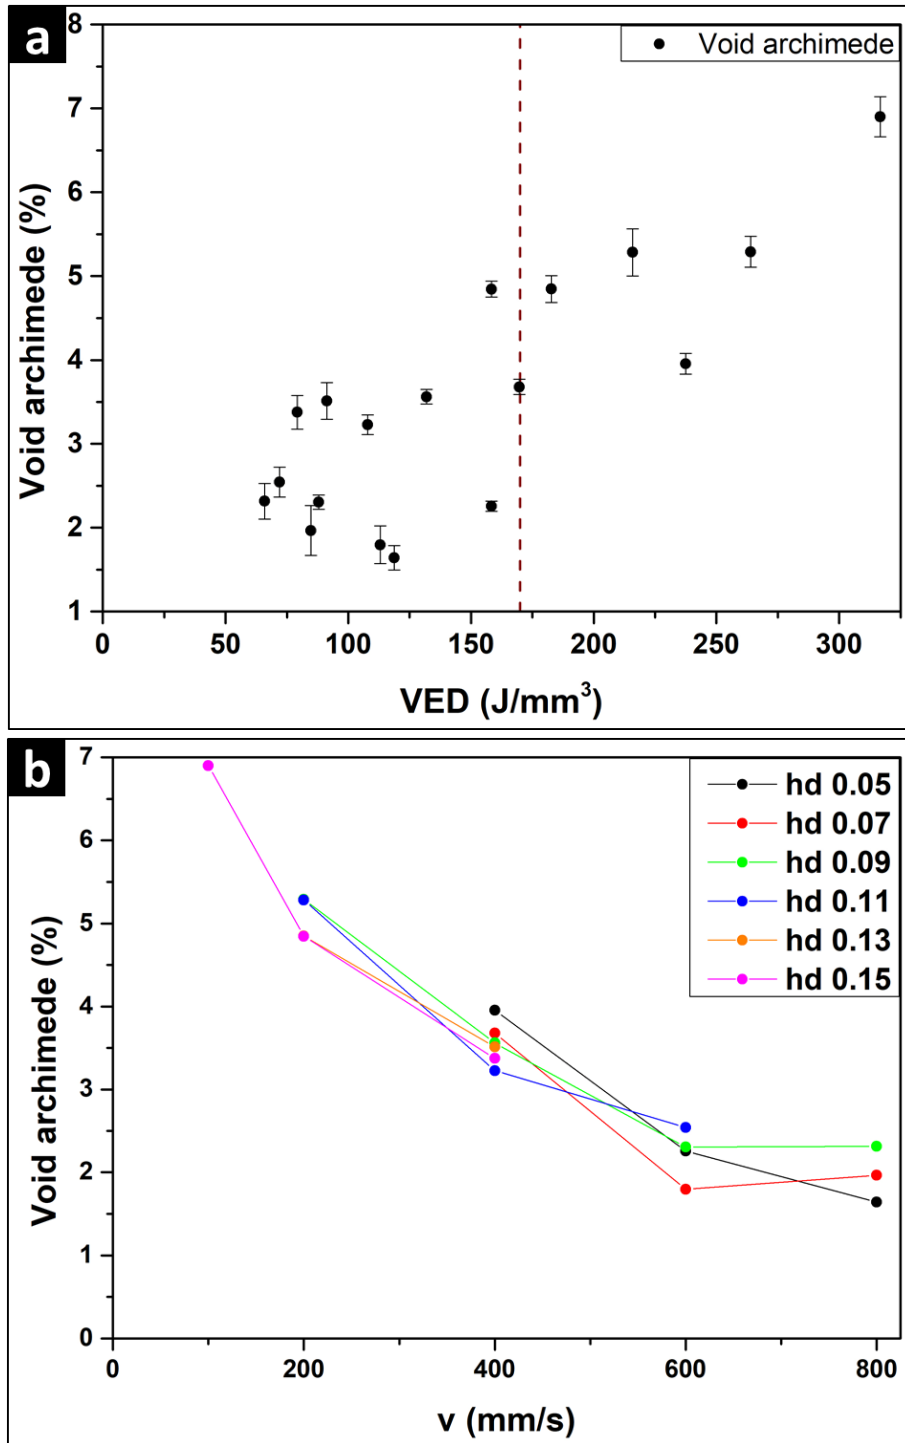 a
Void archimede
8
7
6
5
4
3
2
1
Void archimede (%)
0 50 100 150 200 250 300
VED (J/mm³)
b
hd 0.05
hd 0.07
hd 0.09
hd 0.11
hd 0.13
hd 0.15
7
6
5
4
3
2
1
0
Void archimede (%)
0 200 400 600 800
v (mm/s)